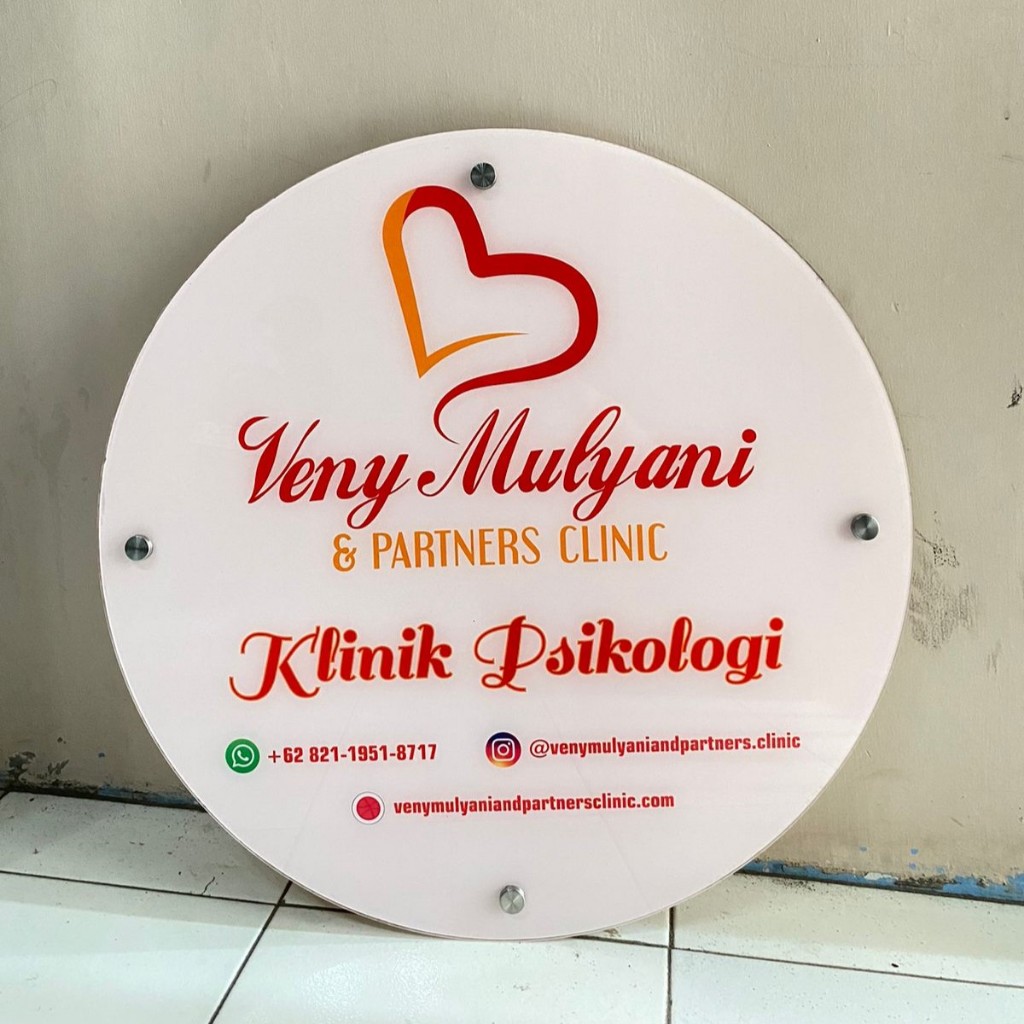 Veny Mulyani
& PARTNERS CLINIC
Klinik Psikologi
+62 821-1951-8717 @venymulyaniandpartners.clinic
venymulyaniandpartnersclinic.com